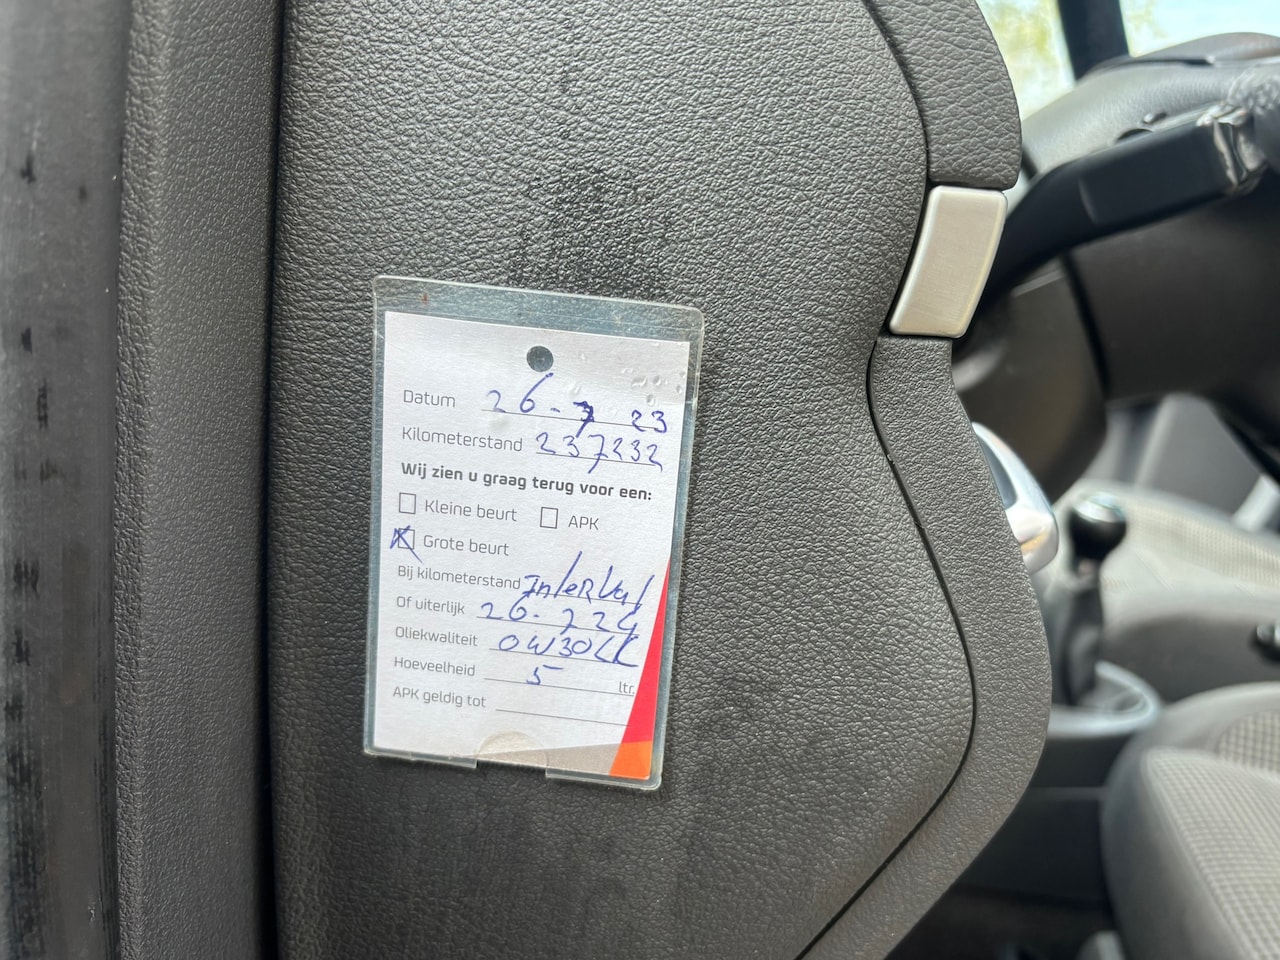 Datum 26-7 23
Kilometerstand 237232
Wij zien u graag terug voor een:
Kleine beurt APK
Grote beurt
Bij kilometerstand Interval
Of uiterlijk 26-7 24
Oliekwaliteit 0W30LL
Hoeveelheid 5 ltr.
APK geldig tot